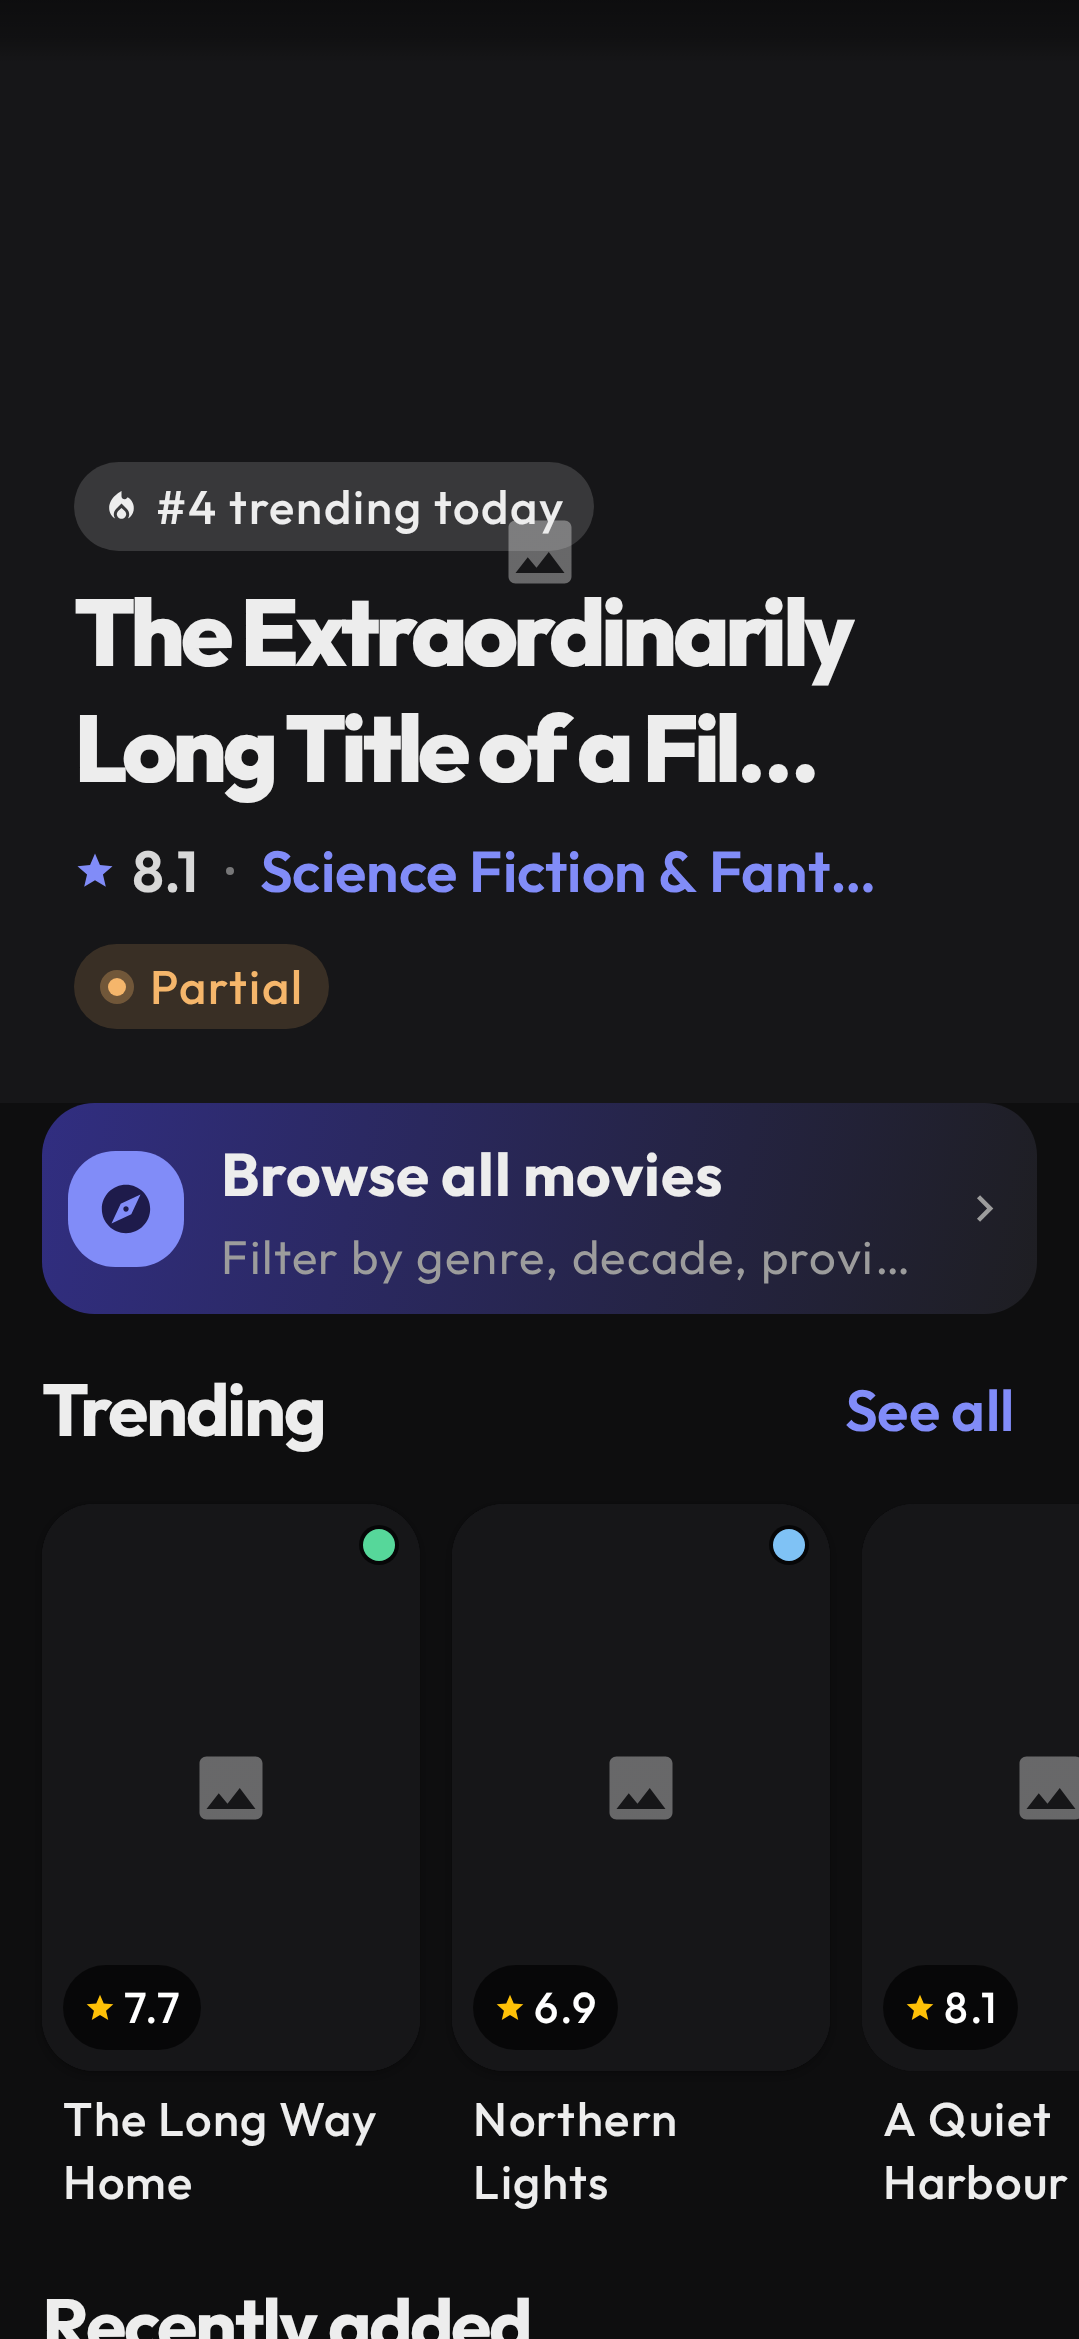 #4 trending today
The Extraordinarily
Long Title of a Fil...
8.1 · Science Fiction & Fant...
Partial
Browse all movies
Filter by genre, decade, provi...
Trending
See all
7.7
6.9
8.1
The Long Way
Home
Northern
Lights
A Quiet
Harbour
Recently added